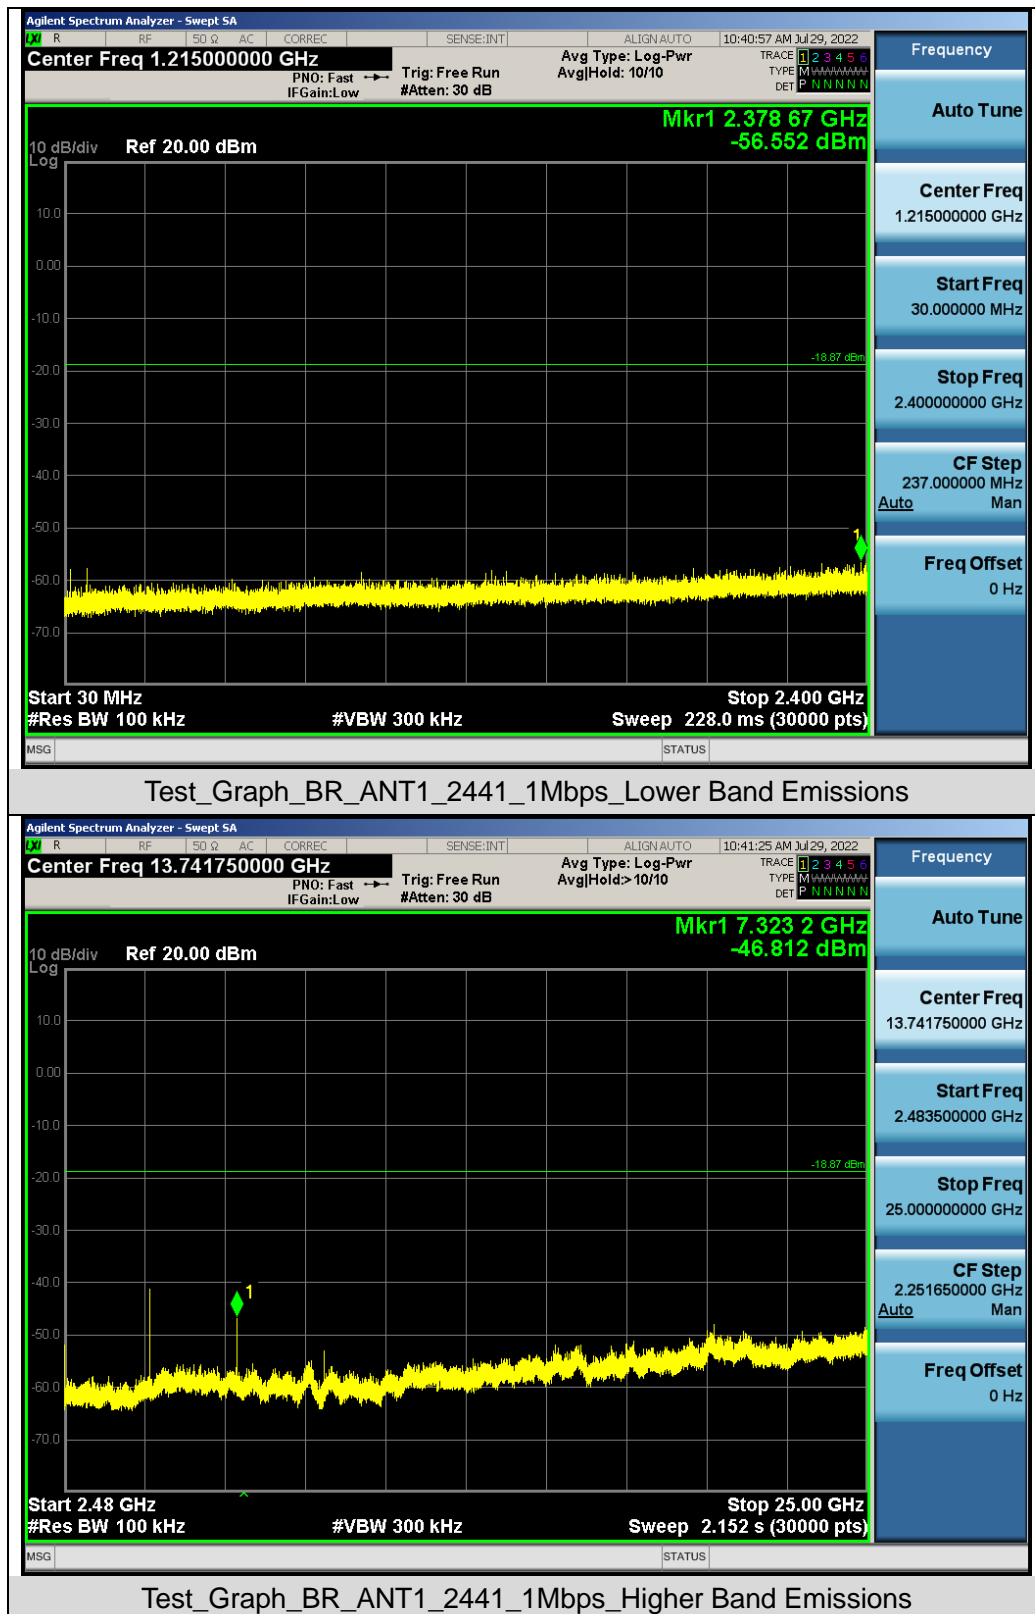 Agilent Spectrum Analyzer - Swept SA
LXI R RF 50 Ω AC CORREC SENSE:INT ALIGN AUTO 10:40:57 AM Jul 29, 2022
Center Freq 1.215000000 GHz
PNO: Fast Trig: Free Run
IFGain:Low #Atten: 30 dB
Avg Type: Log-Pwr
Avg|Hold: 10/10
TRACE 1 2 3 4 5 6
TYPE M WWWWW
DET P N N N N N
Mkr1 2.378 67 GHz
-56.552 dBm
10 dB/div Ref 20.00 dBm
Log
10.0
0.00
-10.0
-18.87 dBm
-20.0
-30.0
-40.0
-50.0
1
-60.0
-70.0
Start 30 MHz Stop 2.400 GHz
#Res BW 100 kHz #VBW 300 kHz Sweep 228.0 ms (30000 pts)
MSG STATUS
Frequency
Auto Tune
Center Freq
1.215000000 GHz
Start Freq
30.000000 MHz
Stop Freq
2.400000000 GHz
CF Step
237.000000 MHz
Auto Man
Freq Offset
0 Hz
Test_Graph_BR_ANT1_2441_1Mbps_Lower Band Emissions
Agilent Spectrum Analyzer - Swept SA
LXI R RF 50 Ω AC CORREC SENSE:INT ALIGN AUTO 10:41:25 AM Jul 29, 2022
Center Freq 13.741750000 GHz
PNO: Fast Trig: Free Run
IFGain:Low #Atten: 30 dB
Avg Type: Log-Pwr
Avg|Hold:> 10/10
TRACE 1 2 3 4 5 6
TYPE M WWWWW
DET P N N N N N
Mkr1 7.323 2 GHz
-46.812 dBm
10 dB/div Ref 20.00 dBm
Log
10.0
0.00
-10.0
-18.87 dBm
-20.0
-30.0
-40.0
1
-50.0
-60.0
-70.0
Start 2.48 GHz Stop 25.00 GHz
#Res BW 100 kHz #VBW 300 kHz Sweep 2.152 s (30000 pts)
MSG STATUS
Frequency
Auto Tune
Center Freq
13.741750000 GHz
Start Freq
2.483500000 GHz
Stop Freq
25.000000000 GHz
CF Step
2.251650000 GHz
Auto Man
Freq Offset
0 Hz
Test_Graph_BR_ANT1_2441_1Mbps_Higher Band Emissions